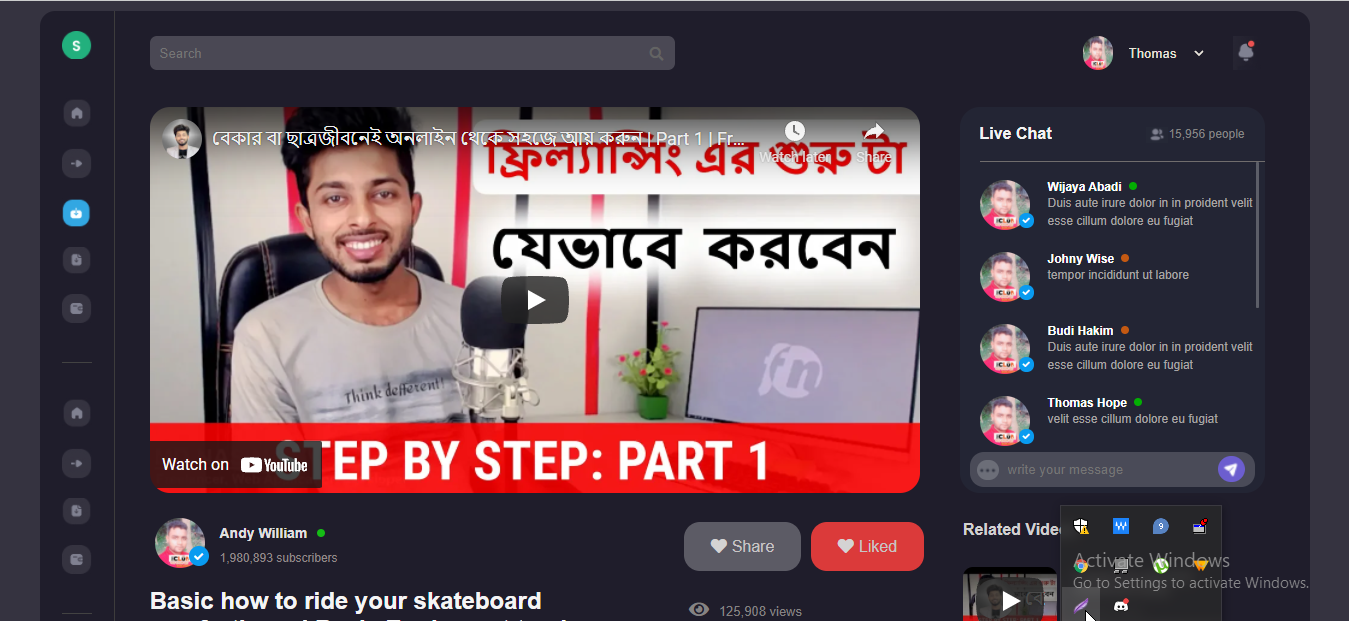 S
Search
Thomas
বেকার বা ছাত্রজীবনেই অনলাইন থেকে সহজে আয় করুন | Part 1 | Fr...
Watch later
Share
ফ্রিল্যান্সিং এর শুরু টা
যেভাবে করবেন
Think different!
fn
STEP BY STEP: PART 1
Watch on YouTube
Live Chat
15,956 people
Wijaya Abadi
Duis aute irure dolor in in proident velit
esse cillum dolore eu fugiat
Johny Wise
tempor incididunt ut labore
Budi Hakim
Duis aute irure dolor in in proident velit
esse cillum dolore eu fugiat
Thomas Hope
velit esse cillum dolore eu fugiat
write your message
Andy William
1,980,893 subscribers
Share
Liked
Basic how to ride your skateboard
125,908 views
Related Vide
9
Activate Windows
Go to Settings to activate Windows.